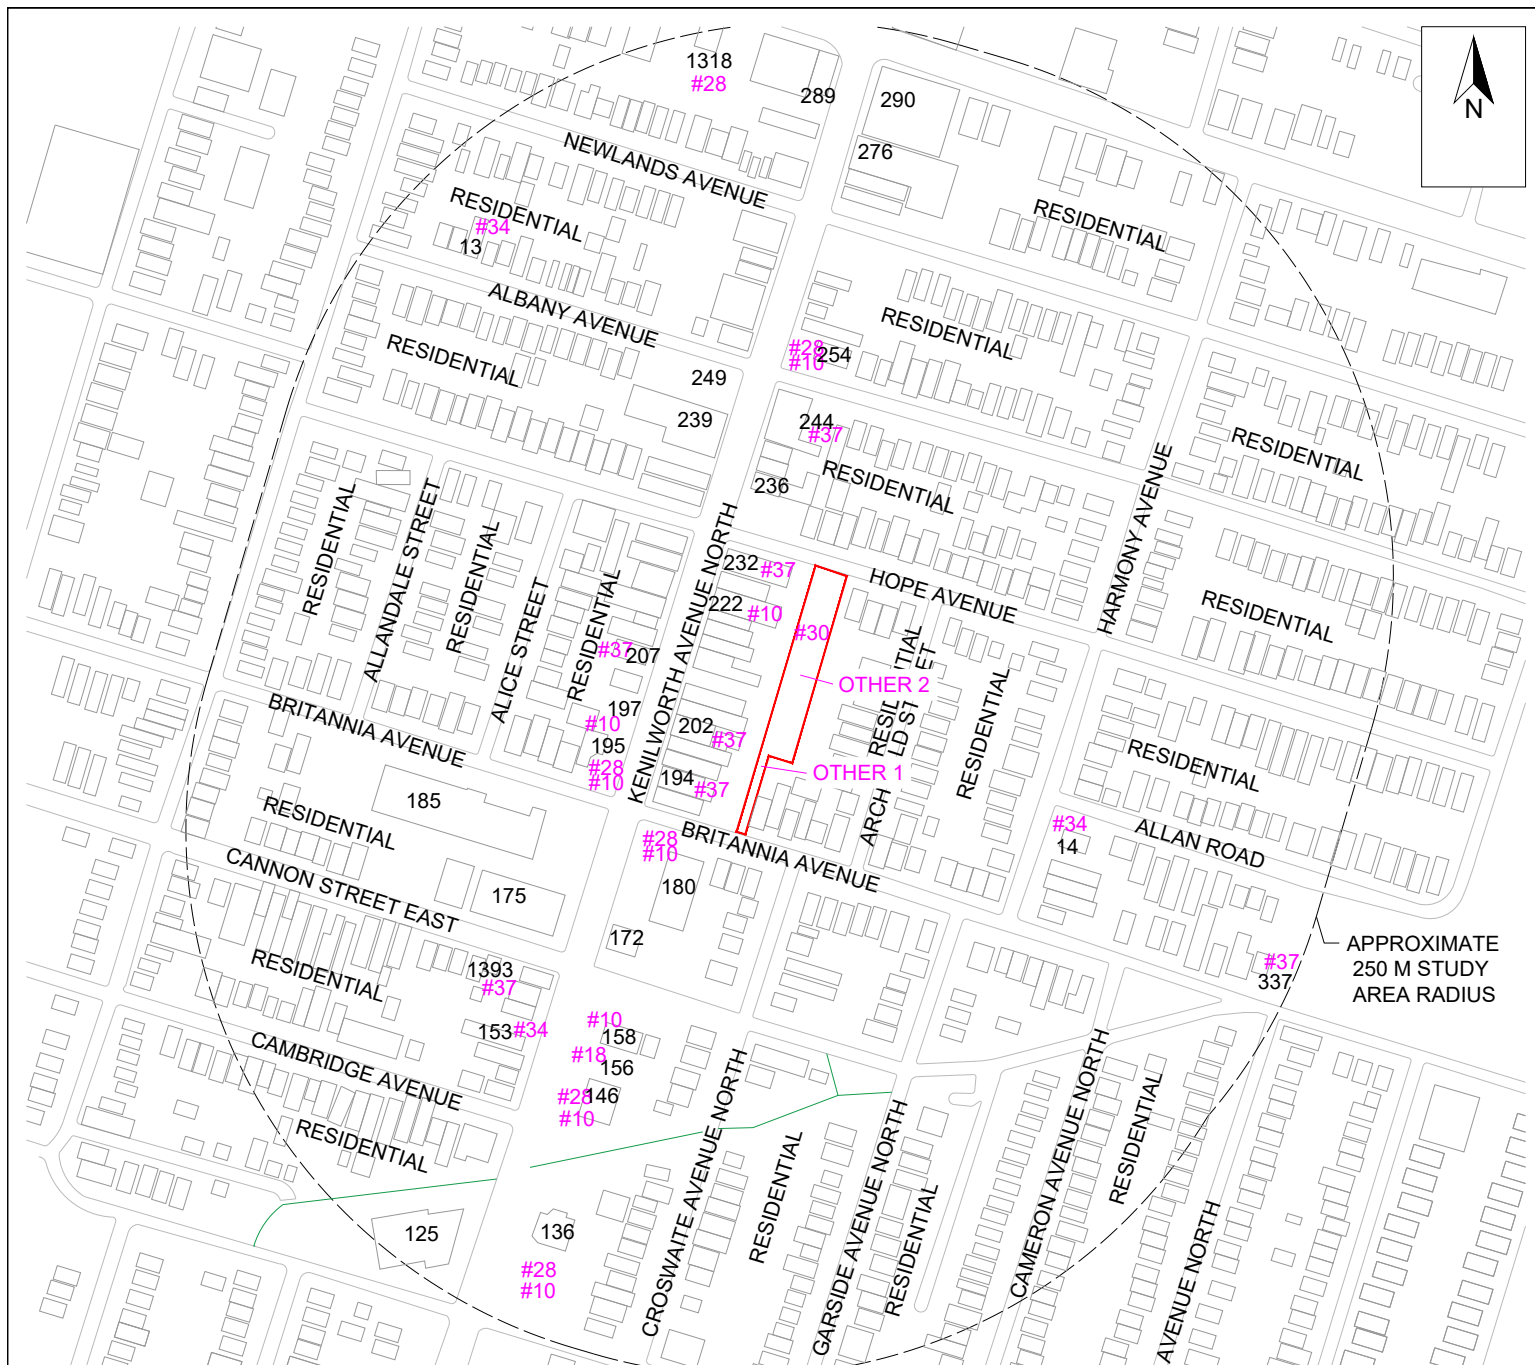 1318
#28
289
290
N
276
NEWLANDS AVENUE
RESIDENTIAL
#34
13
RESIDENTIAL
ALBANY AVENUE
RESIDENTIAL
RESIDENTIAL
#28
#10
254
249
239
244
#37
RESIDENTIAL
RESIDENTIAL
236
HARMONY AVENUE
RESIDENTIAL
ALLANDALE STREET
RESIDENTIAL
ALICE STREET
RESIDENTIAL
KENILWORTH AVENUE NORTH
232
#37
HOPE AVENUE
222
#10
#30
RESIDENTIAL
#37
207
RESIDENTIAL
ARCHIBALD STREET
RESIDENTIAL
OTHER 2
197
#10
195
#28
#10
202
#37
BRITANNIA AVENUE
194
#37
OTHER 1
RESIDENTIAL
185
RESIDENTIAL
#28
#10
BRITANNIA AVENUE
#34
14
ALLAN ROAD
CANNON STREET EAST
175
180
172
APPROXIMATE
250 M STUDY
AREA RADIUS
RESIDENTIAL
1393
#37
#37
337
153
#34
#10
158
#18
156
CAMBRIDGE AVENUE
#28
146
#10
RESIDENTIAL
CROSWAITE AVENUE NORTH
RESIDENTIAL
GARSIDE AVENUE NORTH
RESIDENTIAL
CAMERON AVENUE NORTH
RESIDENTIAL
AVENUE NORTH
125
136
#28
#10